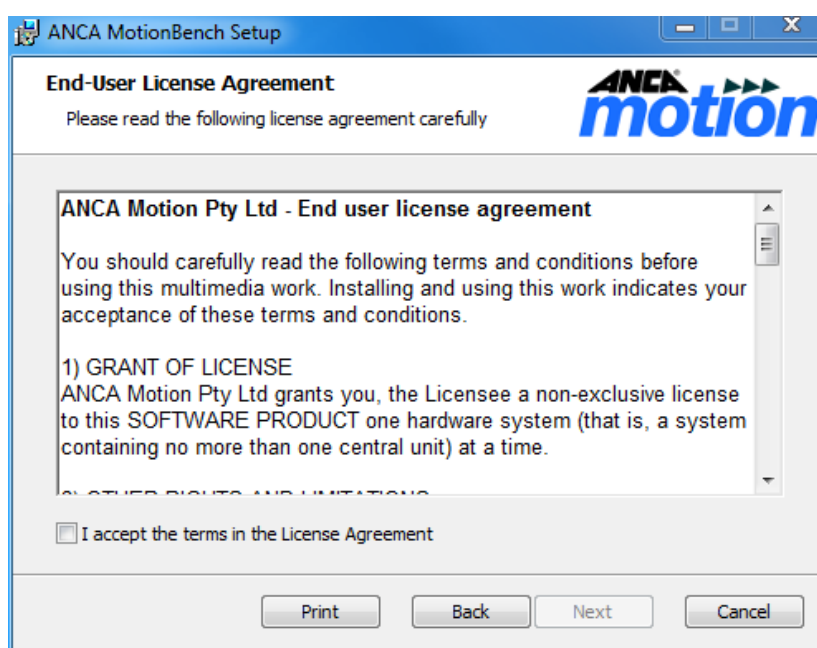 ANCA MotionBench Setup
End-User License Agreement
Please read the following license agreement carefully
ANCA
motion
ANCA Motion Pty Ltd - End user license agreement
You should carefully read the following terms and conditions before
using this multimedia work. Installing and using this work indicates your
acceptance of these terms and conditions.
1) GRANT OF LICENSE
ANCA Motion Pty Ltd grants you, the Licensee a non-exclusive license
to this SOFTWARE PRODUCT one hardware system (that is, a system
containing no more than one central unit) at a time.
2) OTHER RIGHTS AND LIMITATIONS
I accept the terms in the License Agreement
Print Back Next Cancel